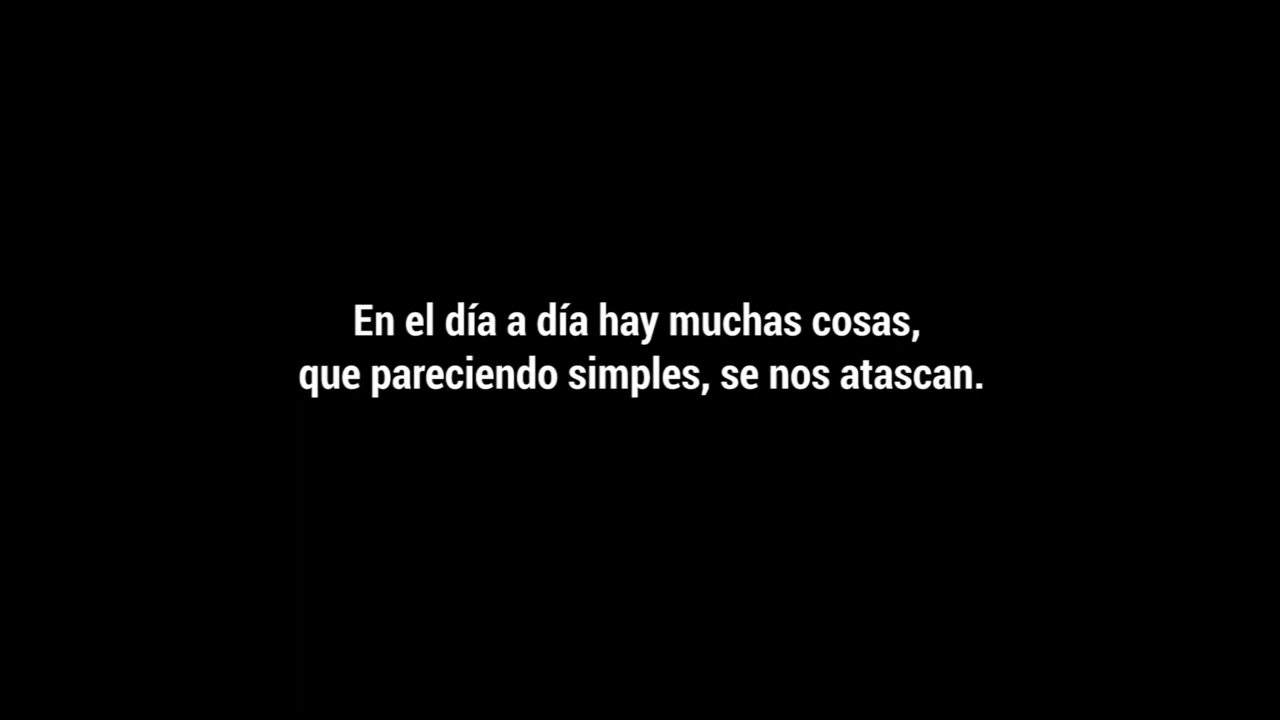 En el día a día hay muchas cosas,
que pareciendo simples, se nos atascan.